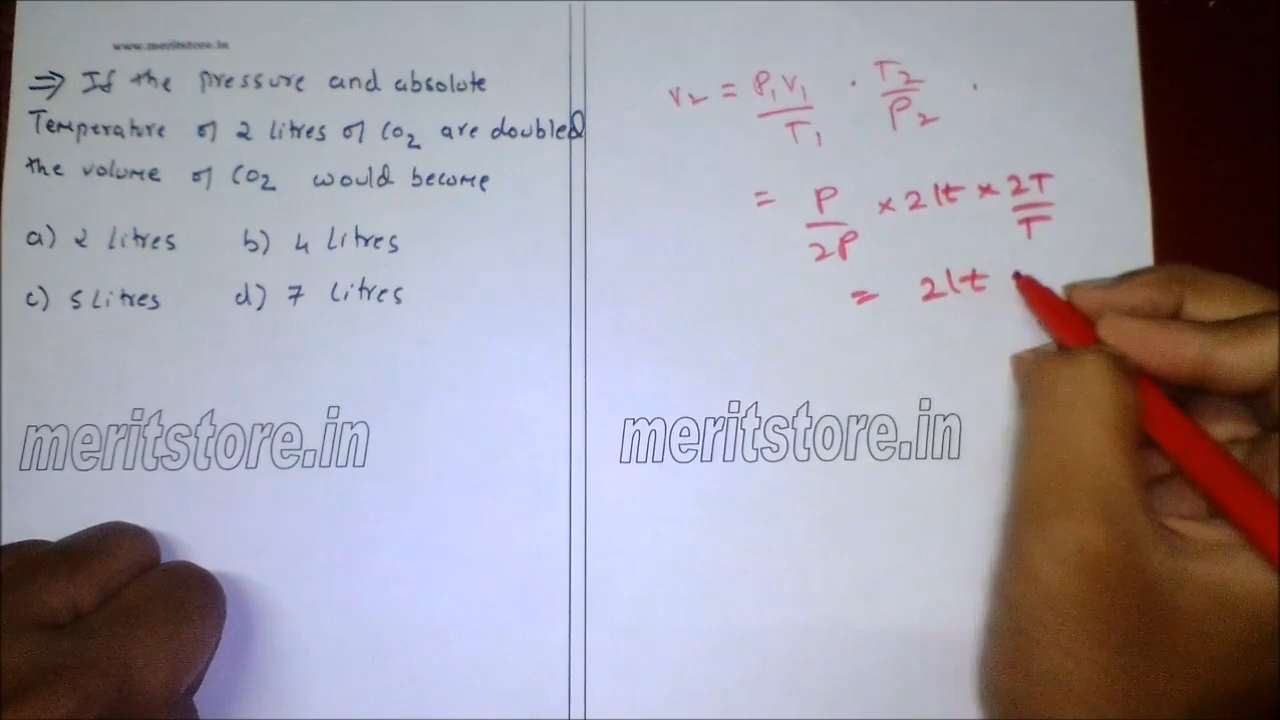 www.meritstore.in
⇒ If the pressure and absolute
Temperature of 2 litres of CO₂ are doubled
the volume of CO₂ would become
a) 2 litres b) 4 Litres
c) 5 Litres d) 7 Litres
V₂ = P₁V₁/T₁ · T₂/P₂ .
= P/2P × 2lt × 2T/T
= 2lt
meritstore.in
meritstore.in